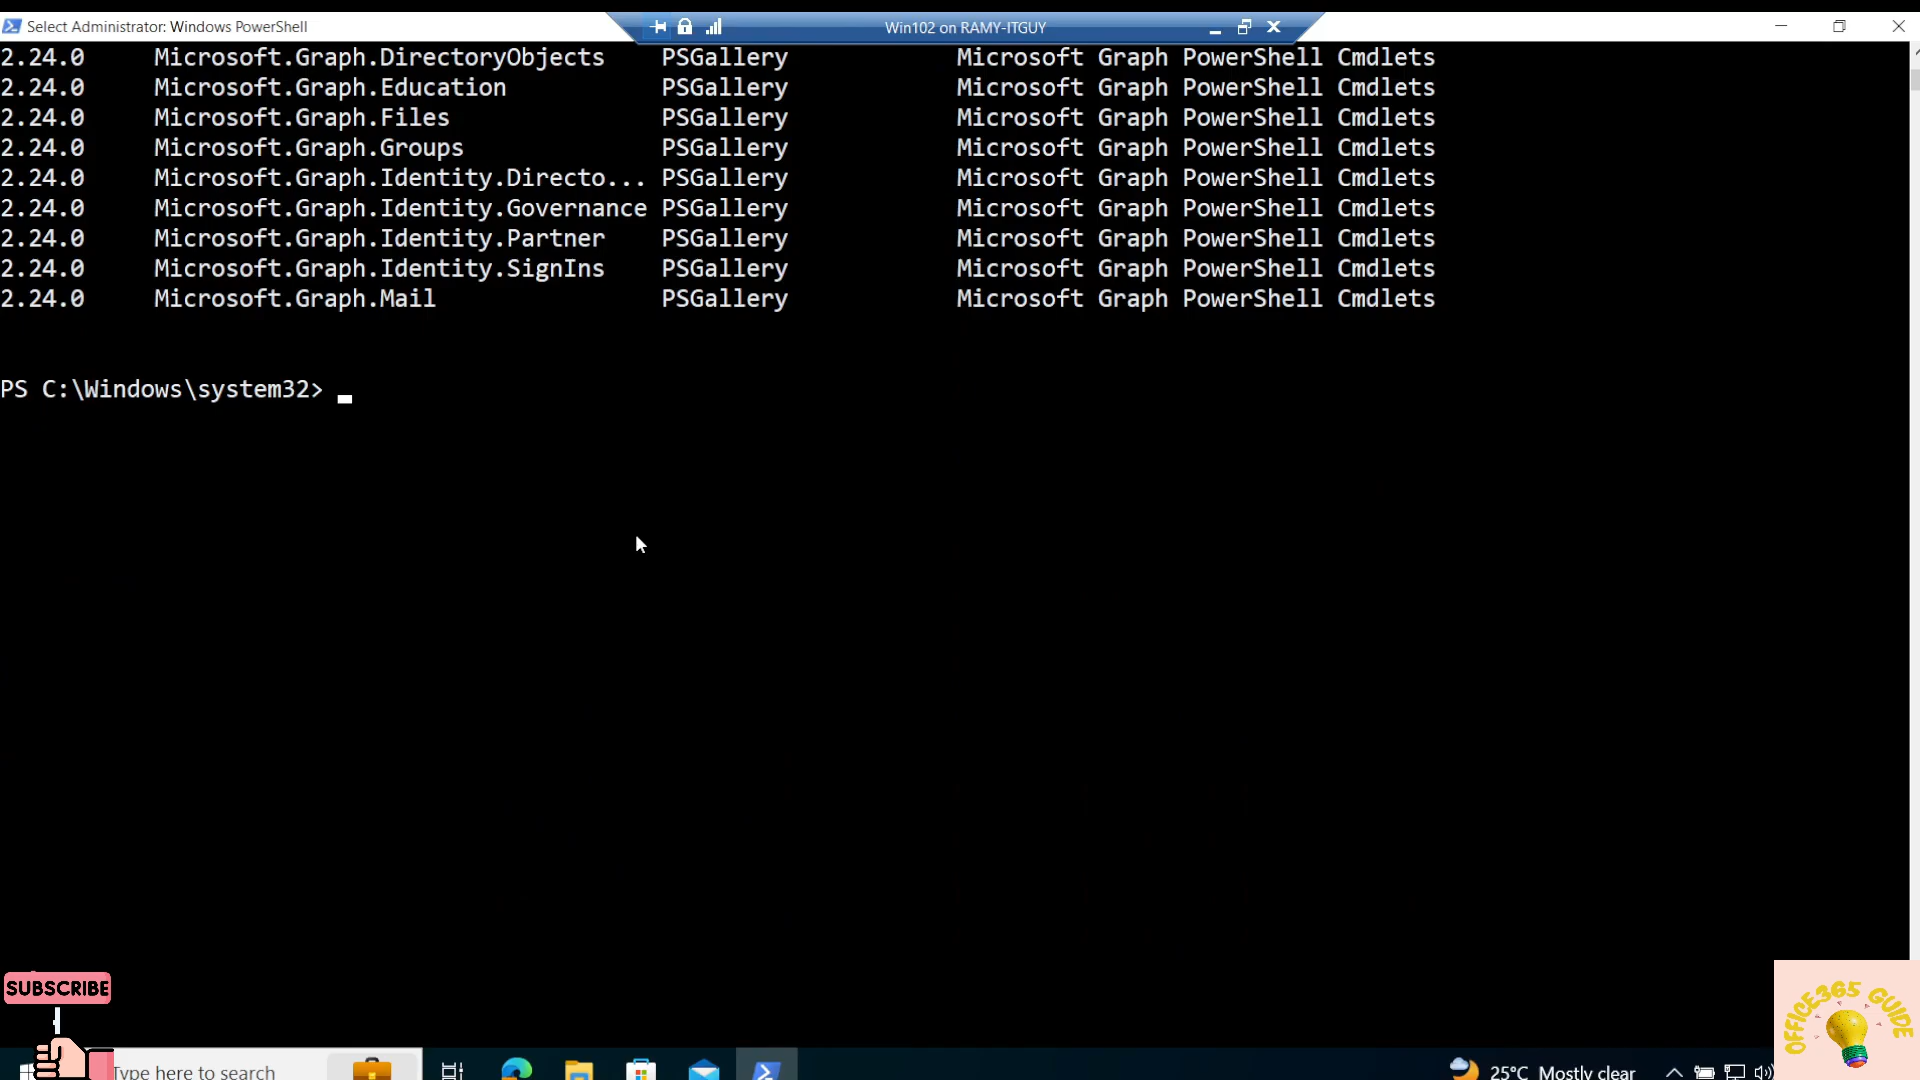 Select Administrator: Windows PowerShell
Win102 on RAMY-ITGUY
2.24.0 Microsoft.Graph.DirectoryObjects PSGallery Microsoft Graph PowerShell Cmdlets
2.24.0 Microsoft.Graph.Education PSGallery Microsoft Graph PowerShell Cmdlets
2.24.0 Microsoft.Graph.Files PSGallery Microsoft Graph PowerShell Cmdlets
2.24.0 Microsoft.Graph.Groups PSGallery Microsoft Graph PowerShell Cmdlets
2.24.0 Microsoft.Graph.Identity.Directo... PSGallery Microsoft Graph PowerShell Cmdlets
2.24.0 Microsoft.Graph.Identity.Governance PSGallery Microsoft Graph PowerShell Cmdlets
2.24.0 Microsoft.Graph.Identity.Partner PSGallery Microsoft Graph PowerShell Cmdlets
2.24.0 Microsoft.Graph.Identity.SignIns PSGallery Microsoft Graph PowerShell Cmdlets
2.24.0 Microsoft.Graph.Mail PSGallery Microsoft Graph PowerShell Cmdlets
PS C:\Windows\system32>
SUBSCRIBE
OFFICE365 GUIDE
Type here to search
25°C Mostly clear